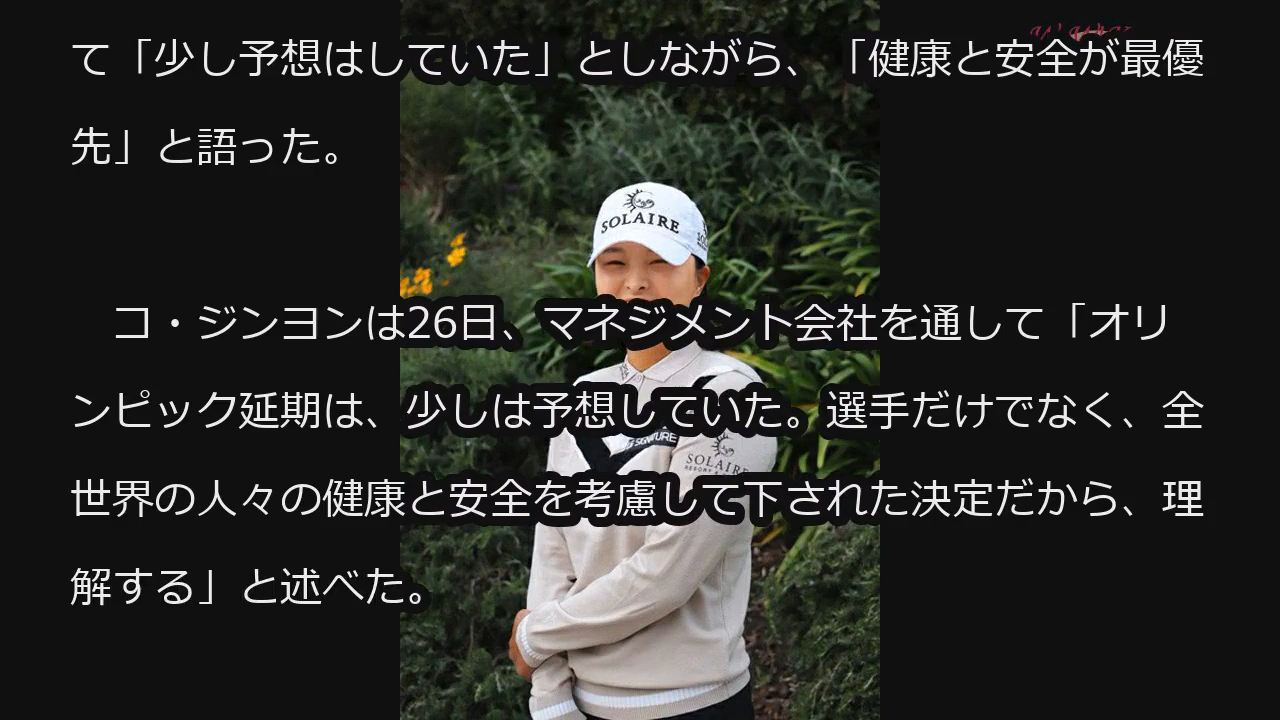 て「少し予想はしていた」としながら、「健康と安全が最優
先」と語った。
SOLAIRE
コ・ジンヨンは26日、マネジメント会社を通して「オリ
ンピック延期は、少しは予想していた。選手だけでなく、全
SIGNATURE
SOLAIRE
世界の人々の健康と安全を考慮して下された決定だから、理
解する」と述べた。